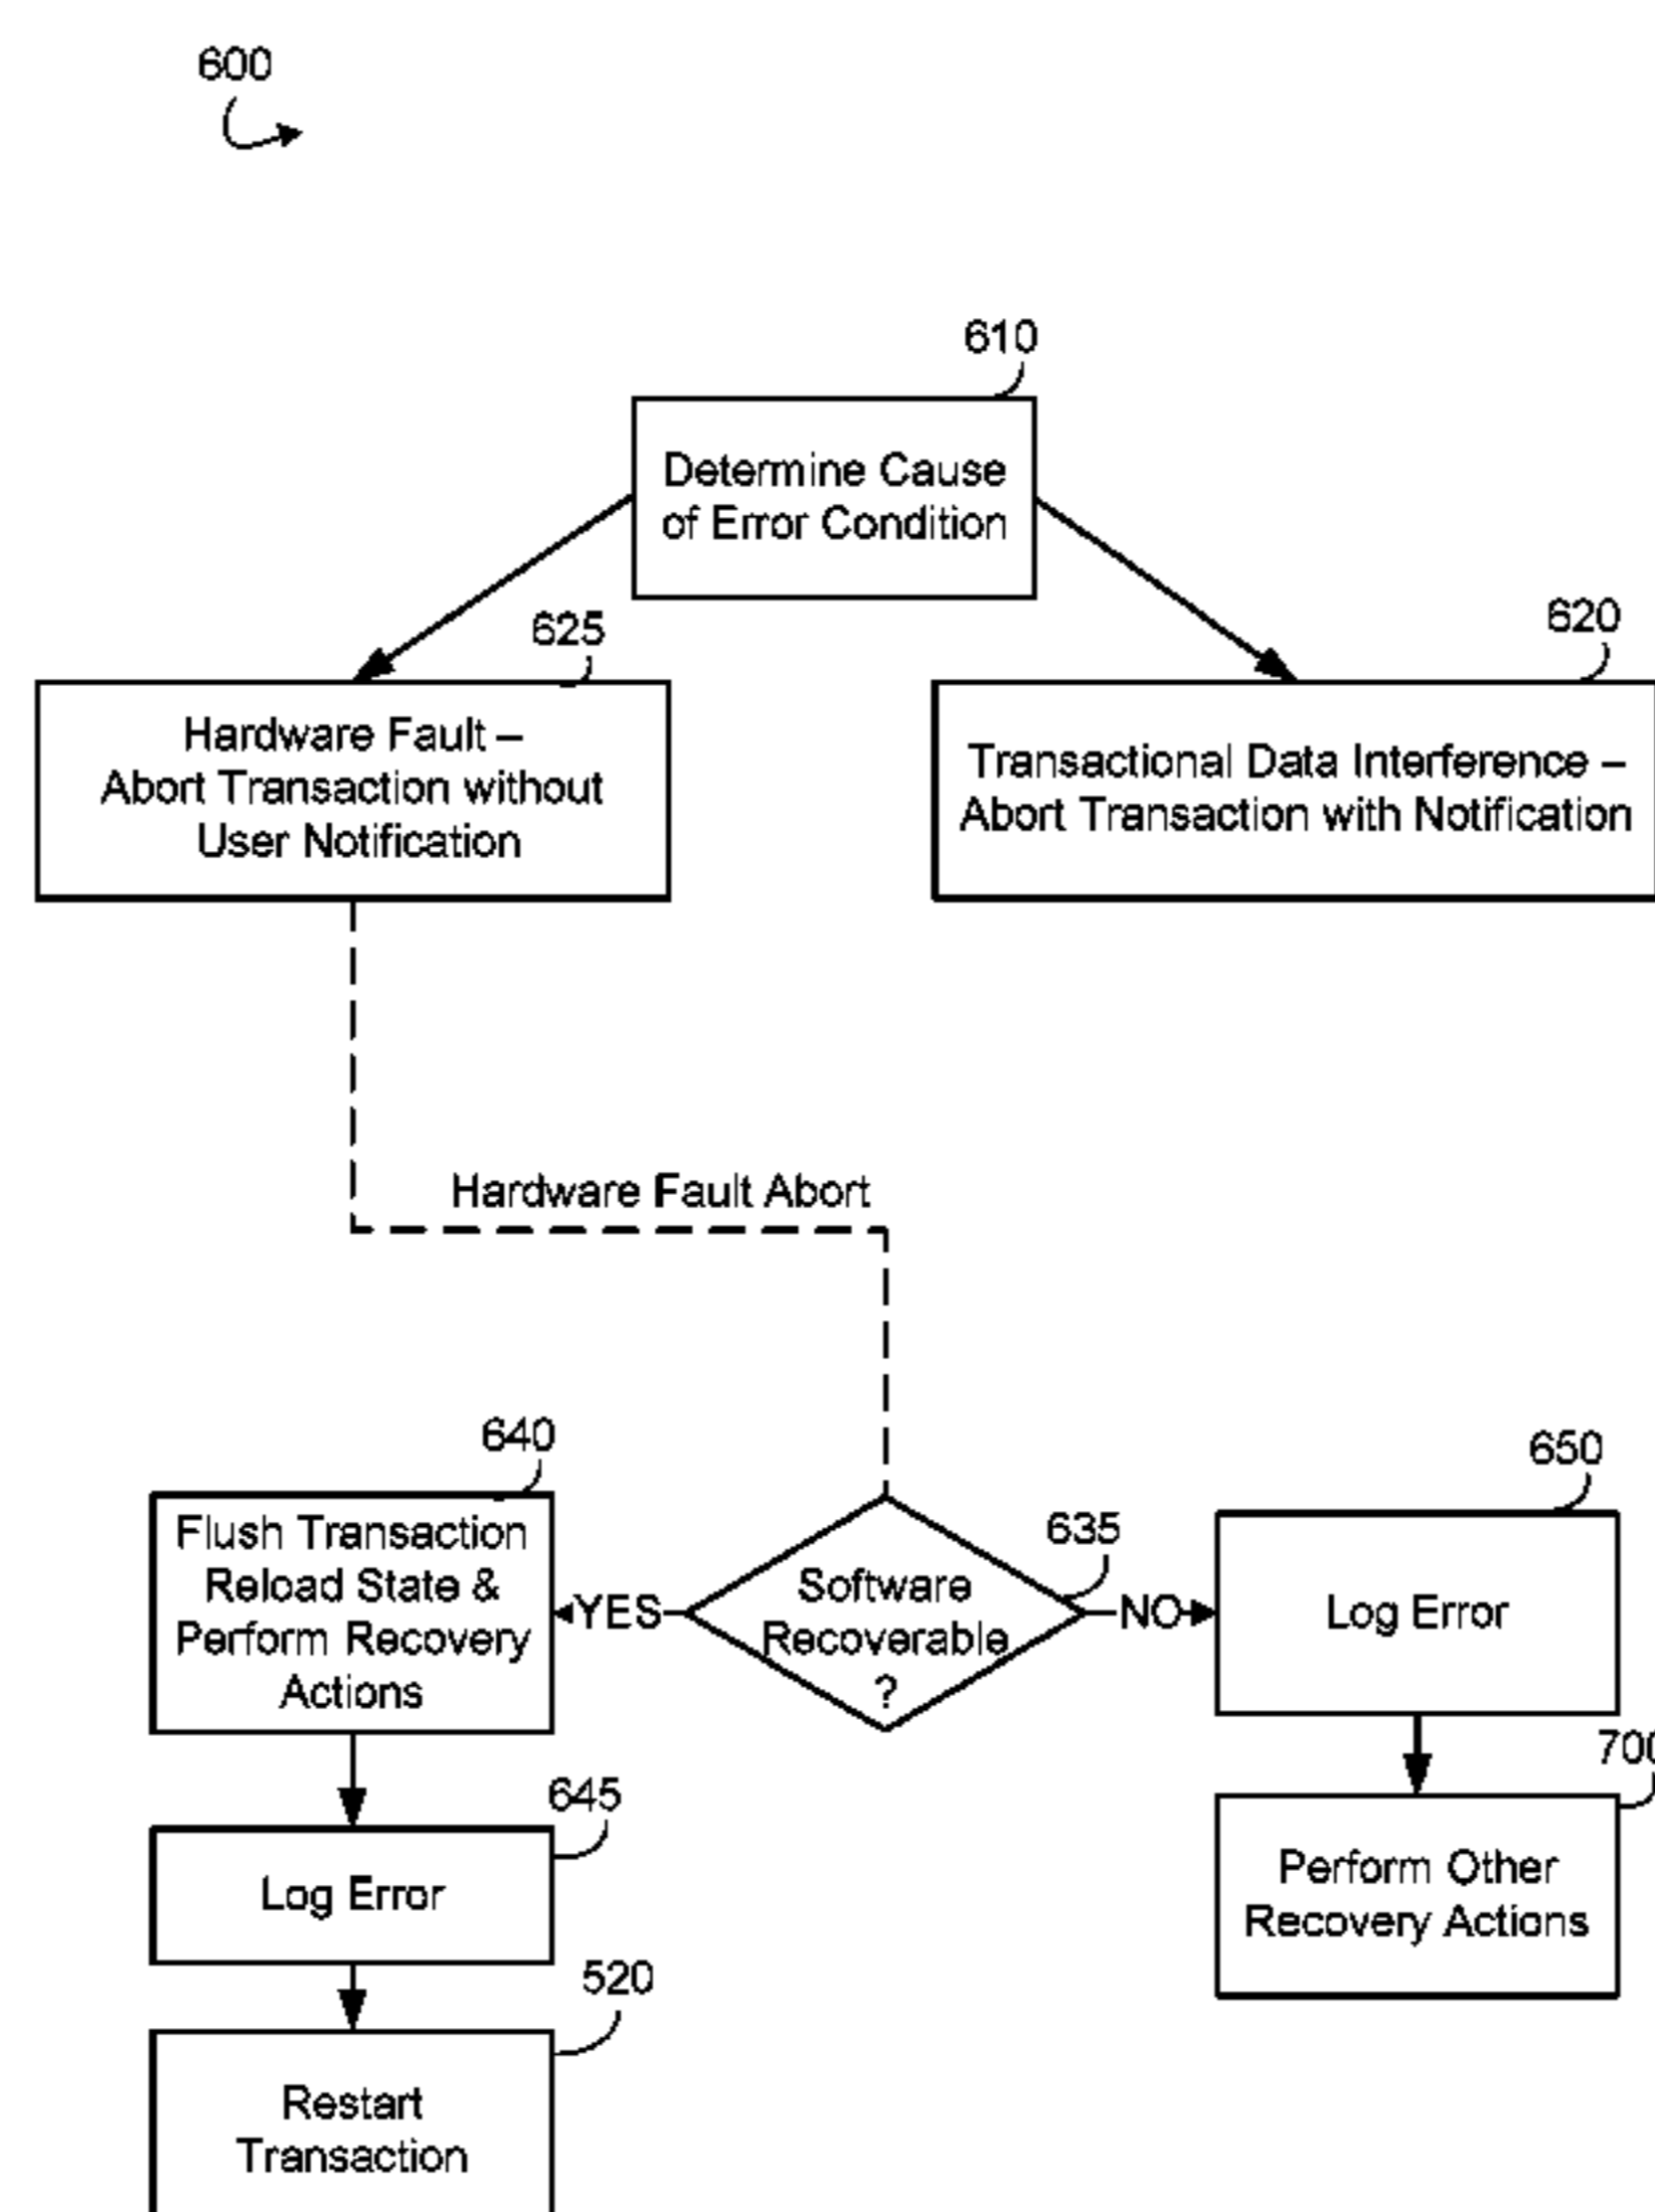 600
610
Determine Cause
of Error Condition
625
620
Hardware Fault –
Abort Transaction without
User Notification
Transactional Data Interference –
Abort Transaction with Notification
Hardware Fault Abort
640
650
635
Flush Transaction
Reload State &
Perform Recovery
Actions
YES
Software
Recoverable
?
NO
Log Error
700
645
Log Error
Perform Other
Recovery Actions
520
Restart
Transaction